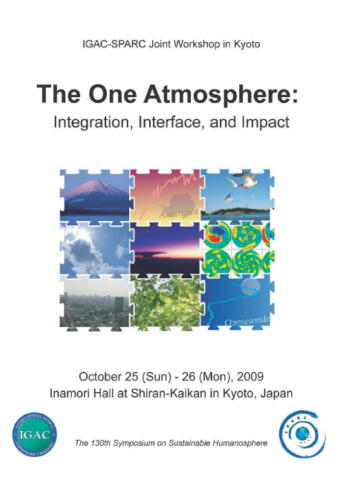 IGAC-SPARC Joint Workshop in Kyoto
The One Atmosphere:
Integration, Interface, and Impact
Ozonesonde
October 25 (Sun) - 26 (Mon), 2009
Inamori Hall at Shiran-Kaikan in Kyoto, Japan
IGAC
The 130th Symposium on Sustainable Humanosphere
SPARC